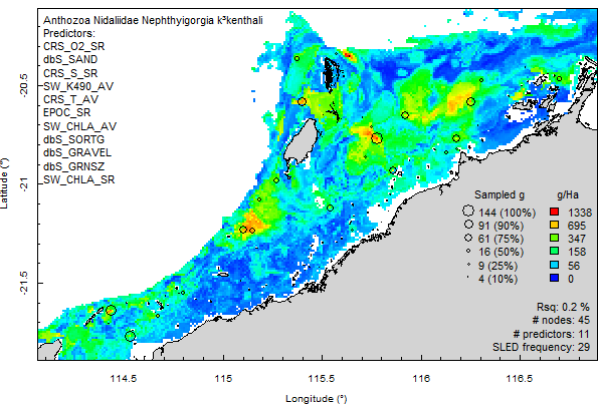 Anthozoa Nidaliidae Nephthyigorgia k²kenthali
Predictors:
CRS_O2_SR
dbS_SAND
CRS_S_SR
SW_K490_AV
CRS_T_AV
EPOC_SR
SW_CHLA_AV
dbS_SORTG
dbS_GRAVEL
dbS_GRNSZ
SW_CHLA_SR
-20.5
-21
-21.5
Latitude (°)
Sampled g g/Ha
144 (100%) 1338
91 (90%) 695
61 (75%) 347
16 (50%) 158
9 (25%) 56
4 (10%) 0
Rsq: 0.2 %
# nodes: 45
# predictors: 11
SLED frequency: 29
114.5 115 115.5 116 116.5
Longitude (°)